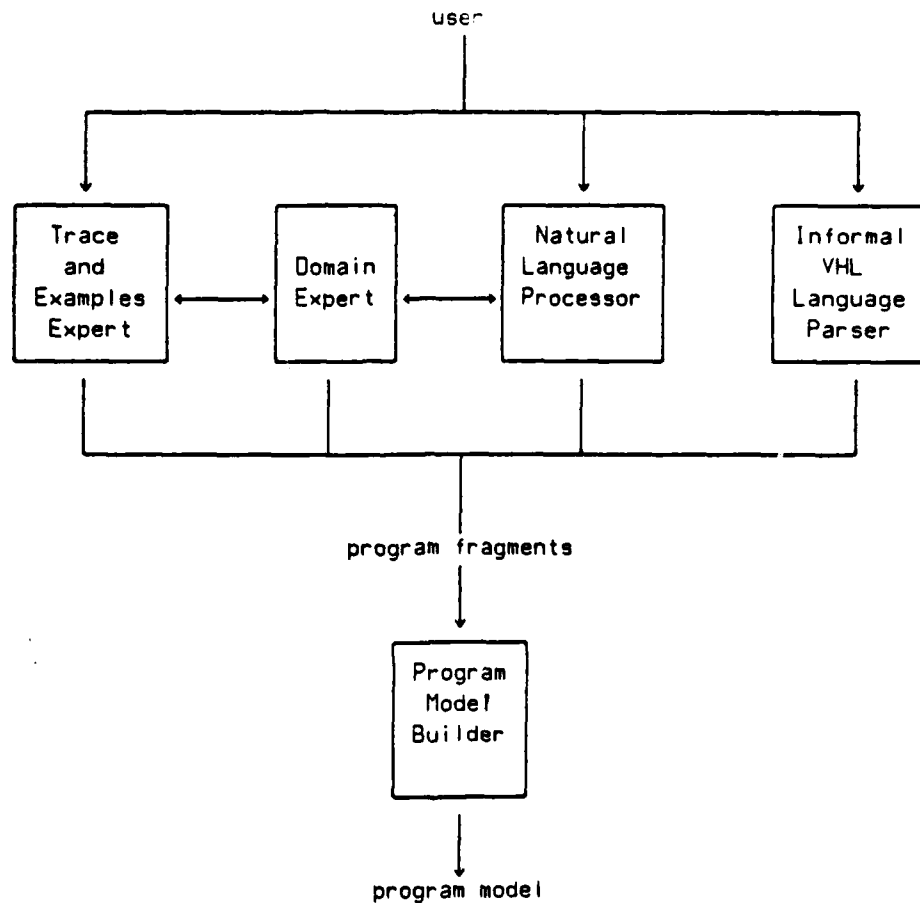 user
Trace
and
Examples
Expert
Domain
Expert
Natural
Language
Processor
Informal
VHL
Language
Parser
program fragments
Program
Model
Builder
program model